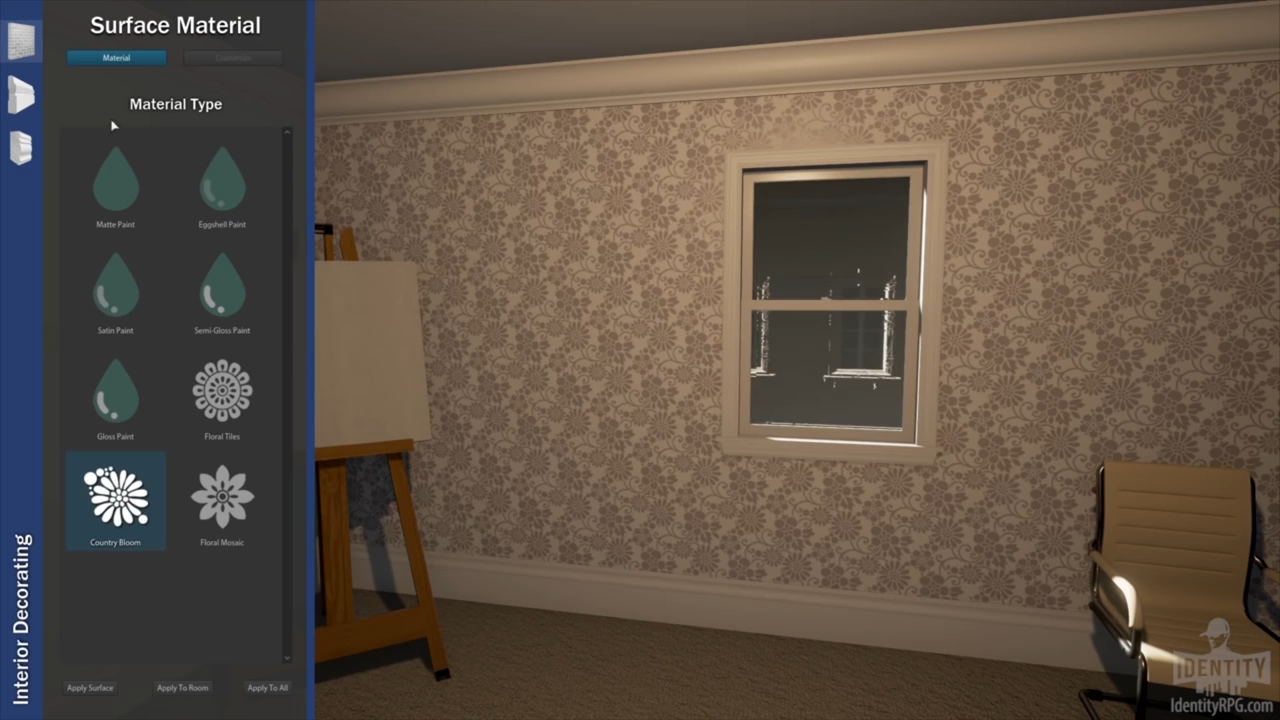 Surface Material
Material
Material Type
Matte Paint
Eggshell Paint
Satin Paint
Semi-Gloss Paint
Gloss Paint
Floral Tiles
Country Bloom
Floral Mosaic
Apply Surface
Apply To Room
Apply To All
Interior Decorating
IDENTITY
IdentityRPG.com